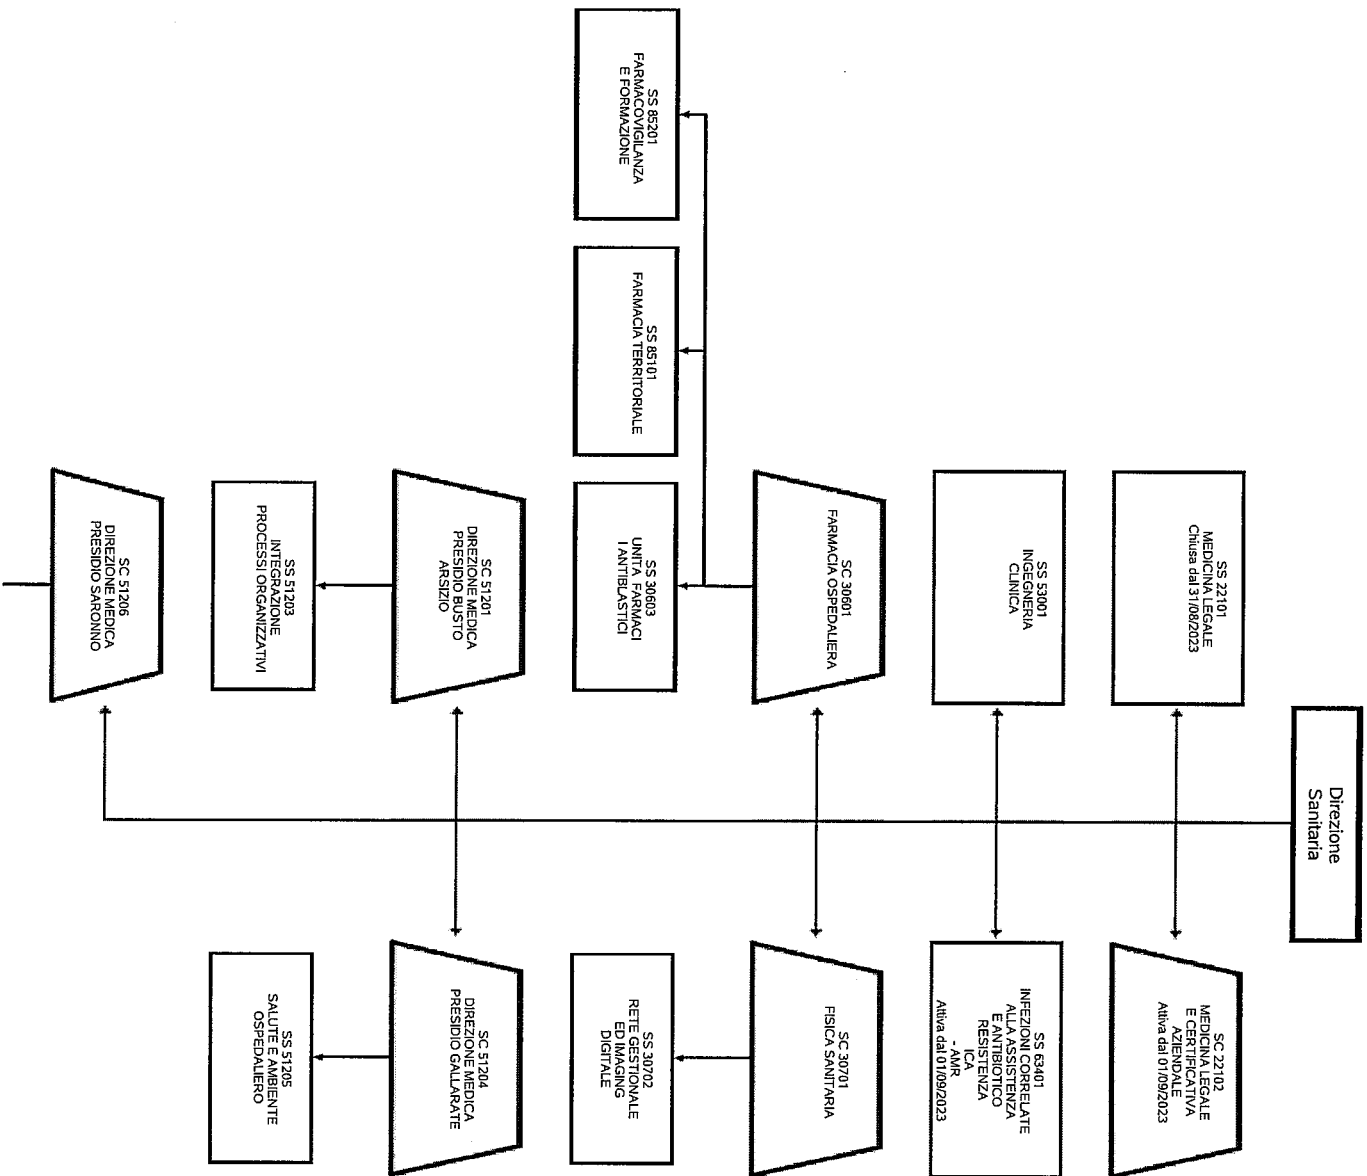 Direzione
Sanitaria
SS 22101
MEDICINA LEGALE
Chiusa dal 31/08/2023
SC 22102
MEDICINA LEGALE
E CERTIFICATIVA
AZIENDALE
Attiva dal 01/09/2023
SS 53001
INGEGNERIA
CLINICA
SS 63401
INFEZIONI CORRELATE
ALLA ASSISTENZA
E ANTIBIOTICO
RESISTENZA
ICA
- AMR
Attiva dal 01/09/2023
SC 30601
FARMACIA OSPEDALIERA
SC 30701
FISICA SANITARIA
SS 85201
FARMACOVIGILANZA
E FORMAZIONE
SS 85101
FARMACIA TERRITORIALE
SS 30603
UNITA FARMACI
I ANTIBLASTICI
SS 30702
RETE GESTIONALE
ED IMAGING
DIGITALE
SC 51201
DIREZIONE MEDICA
PRESIDIO BUSTO
ARSIZIO
SC 51204
DIREZIONE MEDICA
PRESIDIO GALLARATE
SS 51203
INTEGRAZIONE
PROCESSI ORGANIZZATIVI
SS 51205
SALUTE E AMBIENTE
OSPEDALIERO
SC 51206
DIREZIONE MEDICA
PRESIDIO SARONNO